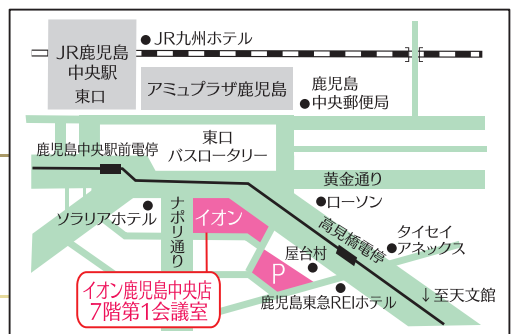 JR九州ホテル
JR鹿児島
中央駅
東口
アミュプラザ鹿児島
鹿児島
中央郵便局
鹿児島中央駅前電停
東口
バスロータリー
黄金通り
ローソン
ソラリアホテル
ナポリ通り
イオン
高見橋電停
タイセイ
アネックス
屋台村
P
イオン鹿児島中央店
7階第1会議室
鹿児島東急REIホテル
↓至天文館